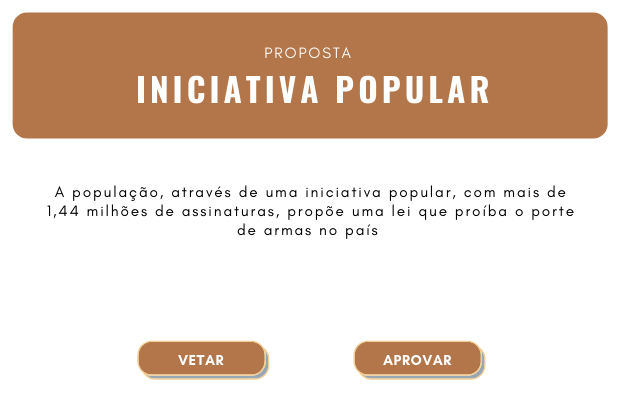 PROPOSTA
INICIATIVA POPULAR
A população, através de uma iniciativa popular, com mais de
1,44 milhões de assinaturas, propõe uma lei que proíba o porte
de armas no país
VETAR
APROVAR